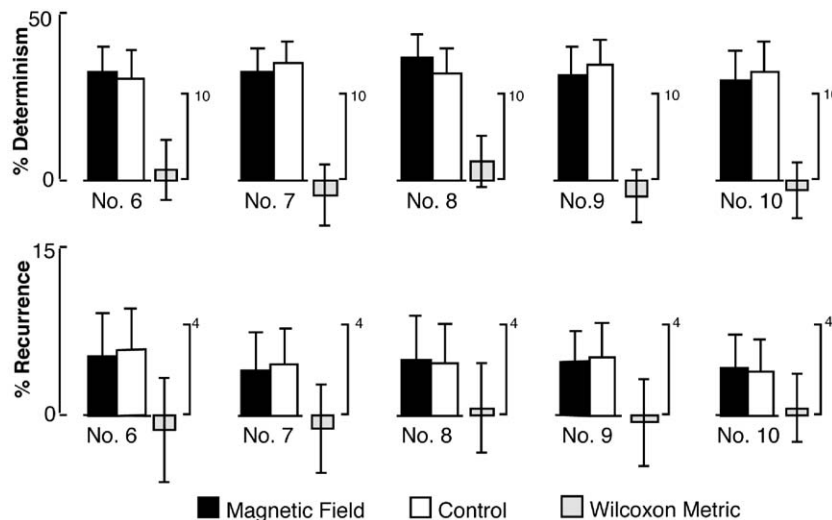 50
% Determinism
0
10
10
10
10
10
No. 6
No. 7
No. 8
No.9
No. 10
15
% Recurrence
0
4
4
4
4
4
No. 6
No. 7
No. 8
No. 9
No. 10
Magnetic Field
Control
Wilcoxon Metric